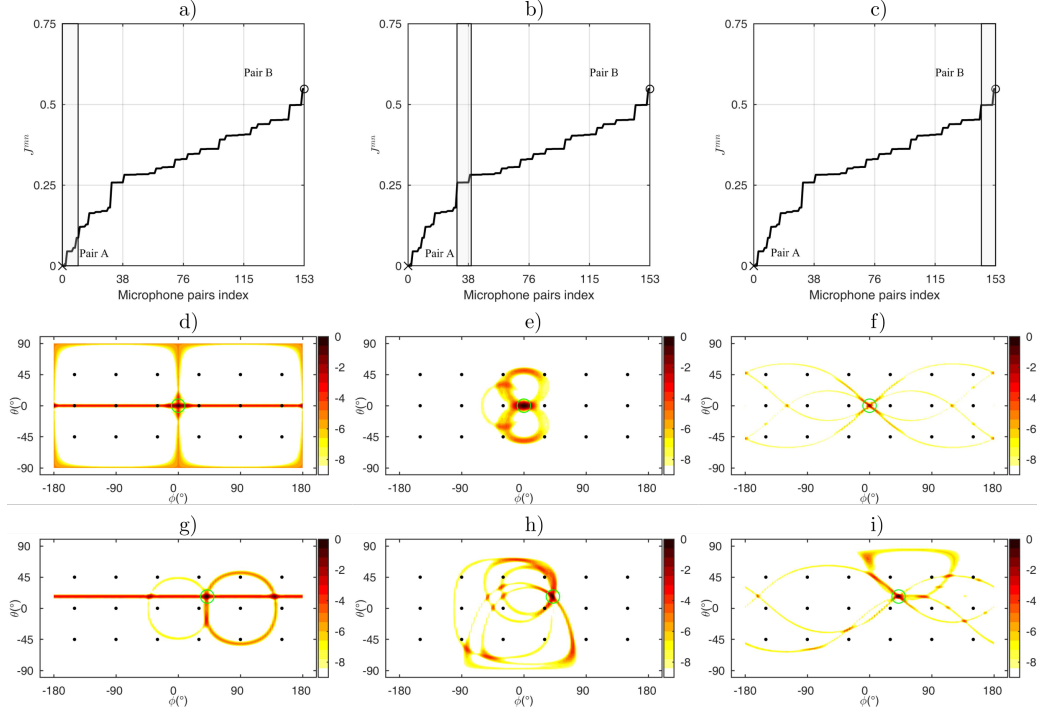 a) b) c)
0.75 0.75 0.75
Pair B Pair B Pair B
0.5 0.5 0.5
J^{mn} J^{mn} J^{mn}
0.25 0.25 0.25
Pair A Pair A Pair A
0 0 0
0 38 76 115 153 0 38 76 115 153 0 38 76 115 153
Microphone pairs index Microphone pairs index Microphone pairs index
d) e) f)
90 0 90 0 90 0
45 -2 45 -2 45 -2
θ(°) 0 -4 θ(°) 0 -4 θ(°) 0 -4
-45 -6 -45 -6 -45 -6
-90 -8 -90 -8 -90 -8
-180 -90 0 90 180 -180 -90 0 90 180 -180 -90 0 90 180
ϕ(°) ϕ(°) ϕ(°)
g) h) i)
90 0 90 0 90 0
45 -2 45 -2 45 -2
θ(°) 0 -4 θ(°) 0 -4 θ(°) 0 -4
-45 -6 -45 -6 -45 -6
-90 -8 -90 -8 -90 -8
-180 -90 0 90 180 -180 -90 0 90 180 -180 -90 0 90 180
ϕ(°) ϕ(°) ϕ(°)